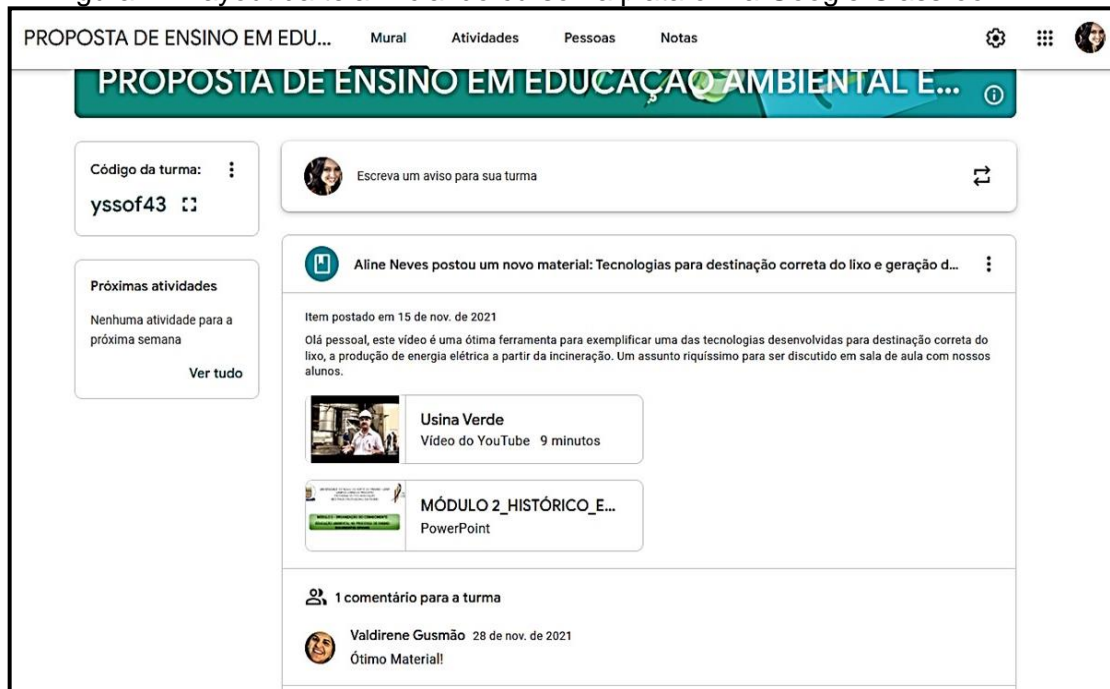 PROPOSTA DE ENSINO EM EDU...
Mural
Atividades
Pessoas
Notas
PROPOSTA DE ENSINO EM EDUCAÇÃO AMBIENTAL E...
Código da turma:
yssof43
Próximas atividades
Nenhuma atividade para a
próxima semana
Ver tudo
Escreva um aviso para sua turma
Aline Neves postou um novo material: Tecnologias para destinação correta do lixo e geração d...
Item postado em 15 de nov. de 2021
Olá pessoal, este vídeo é uma ótima ferramenta para exemplificar uma das tecnologias desenvolvidas para destinação correta do
lixo, a produção de energia elétrica a partir da incineração. Um assunto riquíssimo para ser discutido em sala de aula com nossos
alunos.
Usina Verde
Vídeo do YouTube 9 minutos
MÓDULO 2_HISTÓRICO_E...
PowerPoint
1 comentário para a turma
Valdirene Gusmão 28 de nov. de 2021
Ótimo Material!